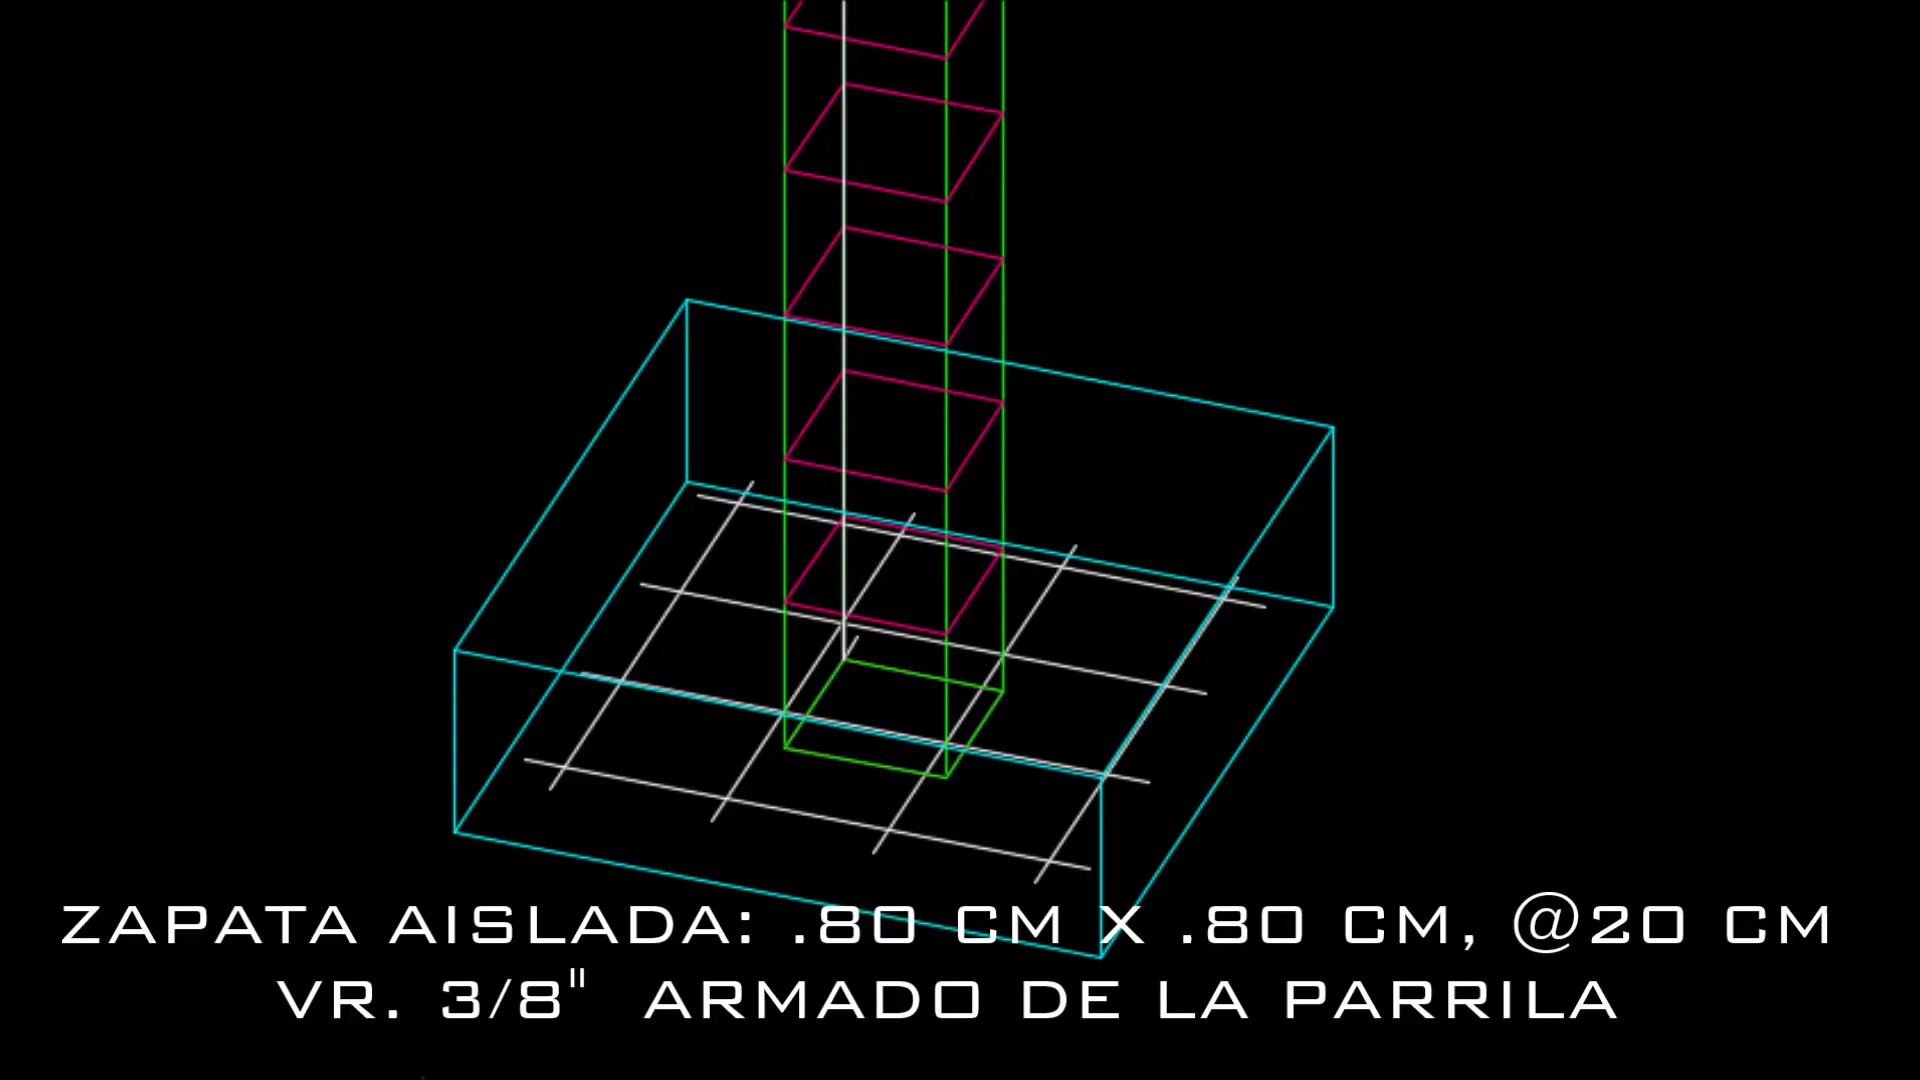 ZAPATA AISLADA: .80 CM X .80 CM, @20 CM
VR. 3/8" ARMADO DE LA PARRILA